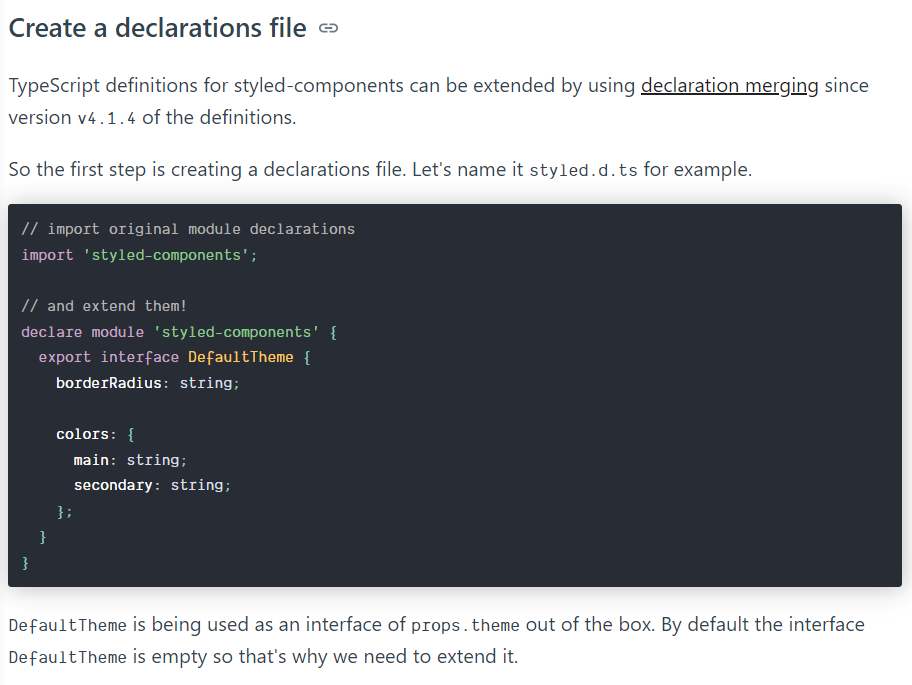 Create a declarations file
TypeScript definitions for styled-components can be extended by using declaration merging since
version v4.1.4 of the definitions.
So the first step is creating a declarations file. Let's name it styled.d.ts for example.
// import original module declarations
import 'styled-components';
// and extend them!
declare module 'styled-components' {
  export interface DefaultTheme {
    borderRadius: string;
    colors: {
      main: string;
      secondary: string;
    };
  }
}
DefaultTheme is being used as an interface of props.theme out of the box. By default the interface
DefaultTheme is empty so that's why we need to extend it.